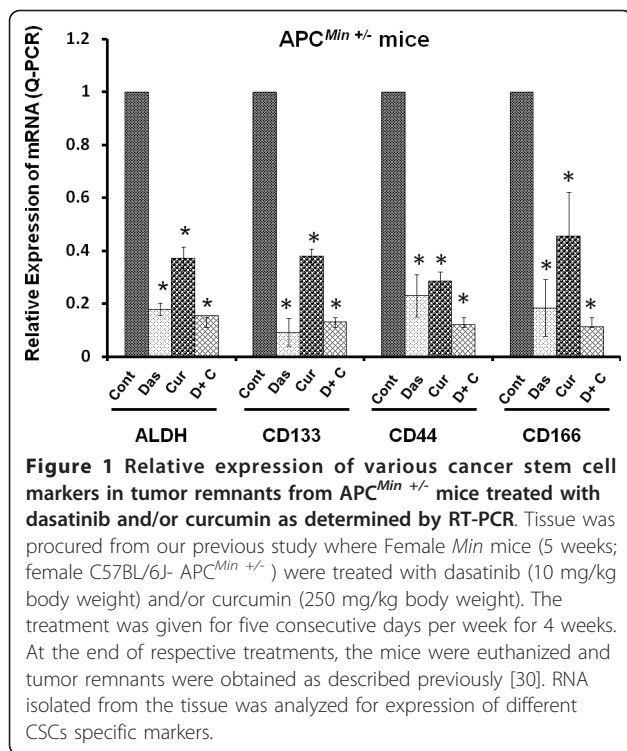 APC^Min +/- mice
Relative Expression of mRNA (Q-PCR)
1.2
1
0.8
0.6
0.4
0.2
0
* * *
* * *
* * *
* * *
Cont Das Cur D+ C Cont Das Cur D+ C Cont Das Cur D+ C Cont Das Cur D+ C
ALDH CD133 CD44 CD166
Figure 1 Relative expression of various cancer stem cell
markers in tumor remnants from APC^Min +/- mice treated with
dasatinib and/or curcumin as determined by RT-PCR. Tissue was
procured from our previous study where Female Min mice (5 weeks;
female C57BL/6J- APC^Min +/- ) were treated with dasatinib (10 mg/kg
body weight) and/or curcumin (250 mg/kg body weight). The
treatment was given for five consecutive days per week for 4 weeks.
At the end of respective treatments, the mice were euthanized and
tumor remnants were obtained as described previously [30]. RNA
isolated from the tissue was analyzed for expression of different
CSCs specific markers.